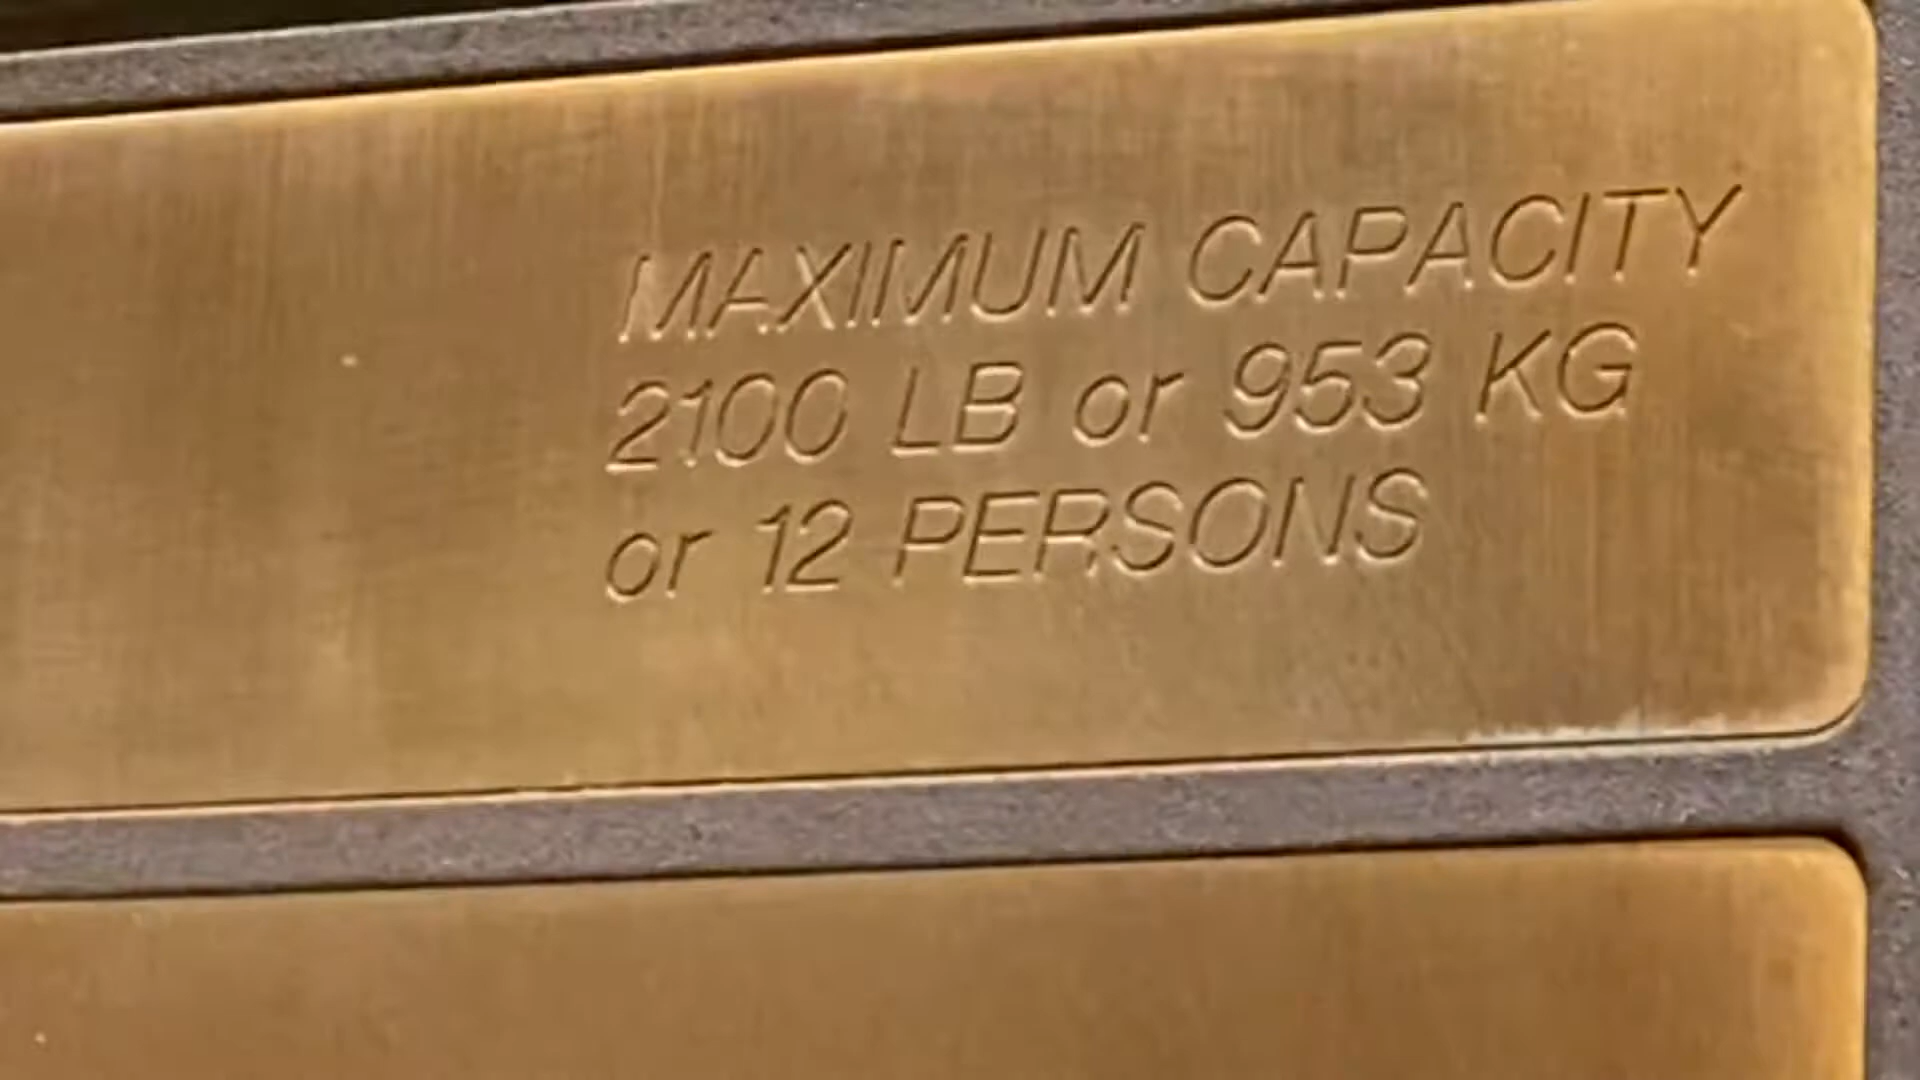 MAXIMUM CAPACITY
2100 LB or 953 KG
or 12 PERSONS